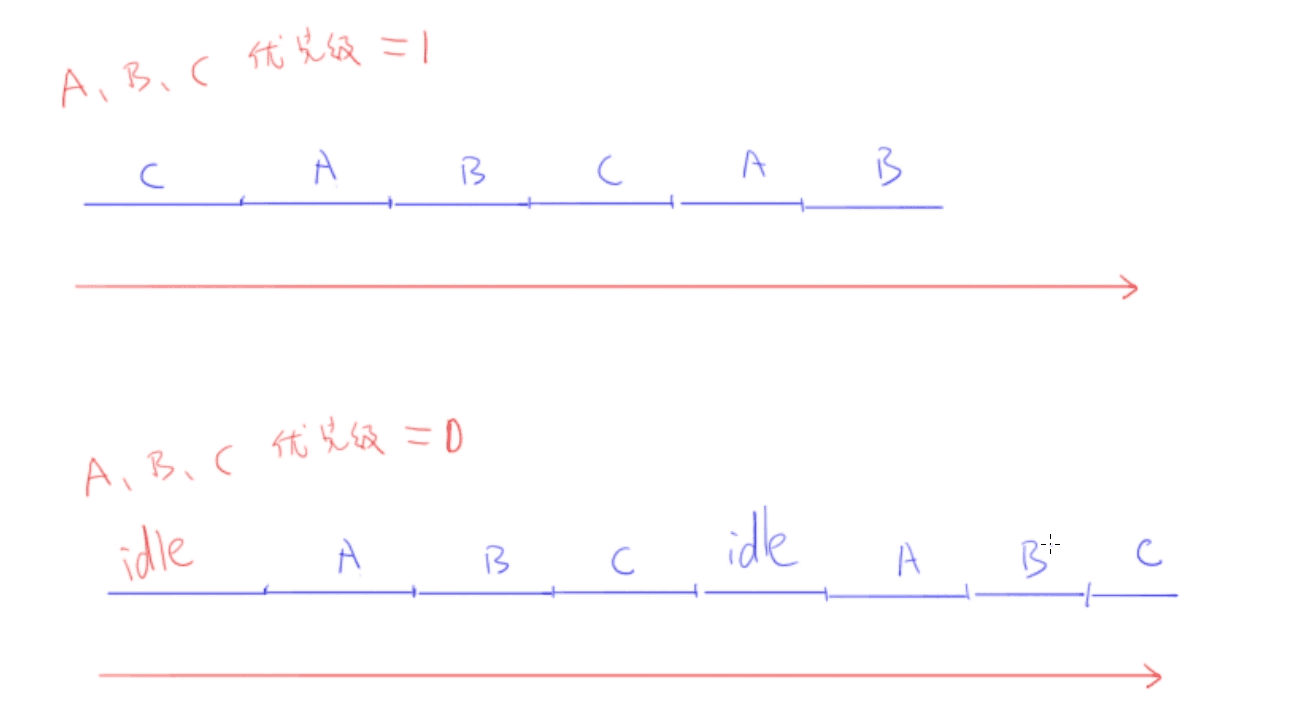 A、B、C 优先级 = 1
C A B C A B
A、B、C 优先级 = 0
idle A B C idle A B C